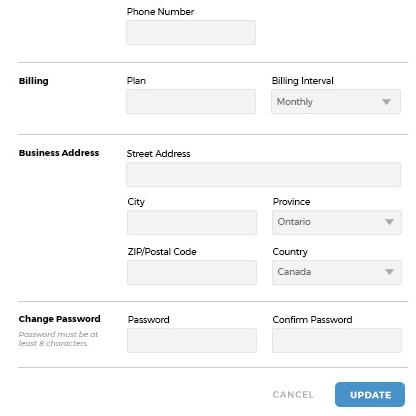 Phone Number
Billing
Plan
Billing Interval
Monthly
Business Address
Street Address
City
Province
Ontario
ZIP/Postal Code
Country
Canada
Change Password
Password must be at
least 8 characters.
Password
Confirm Password
CANCEL
UPDATE